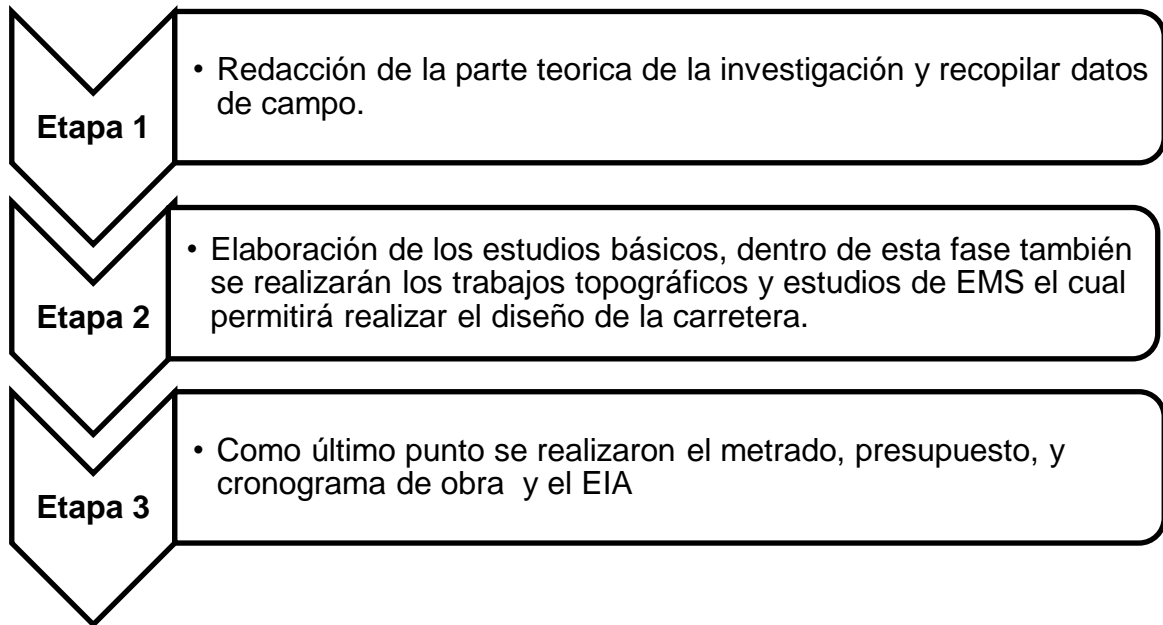 Etapa 1
• Redacción de la parte teorica de la investigación y recopilar datos
de campo.
Etapa 2
• Elaboración de los estudios básicos, dentro de esta fase también
se realizarán los trabajos topográficos y estudios de EMS el cual
permitirá realizar el diseño de la carretera.
Etapa 3
• Como último punto se realizaron el metrado, presupuesto, y
cronograma de obra y el EIA